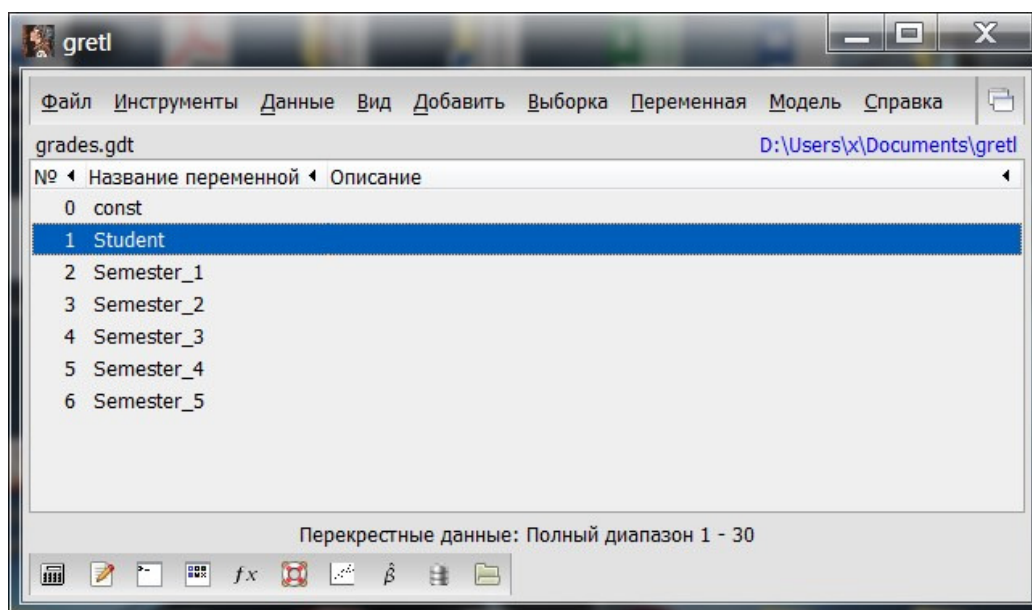 gretl
Файл Инструменты Данные Вид Добавить Выборка Переменная Модель Справка
grades.gdt D:\Users\x\Documents\gretl
№ Название переменной Описание
0 const
1 Student
2 Semester_1
3 Semester_2
4 Semester_3
5 Semester_4
6 Semester_5
Перекрестные данные: Полный диапазон 1 - 30
fx β̂